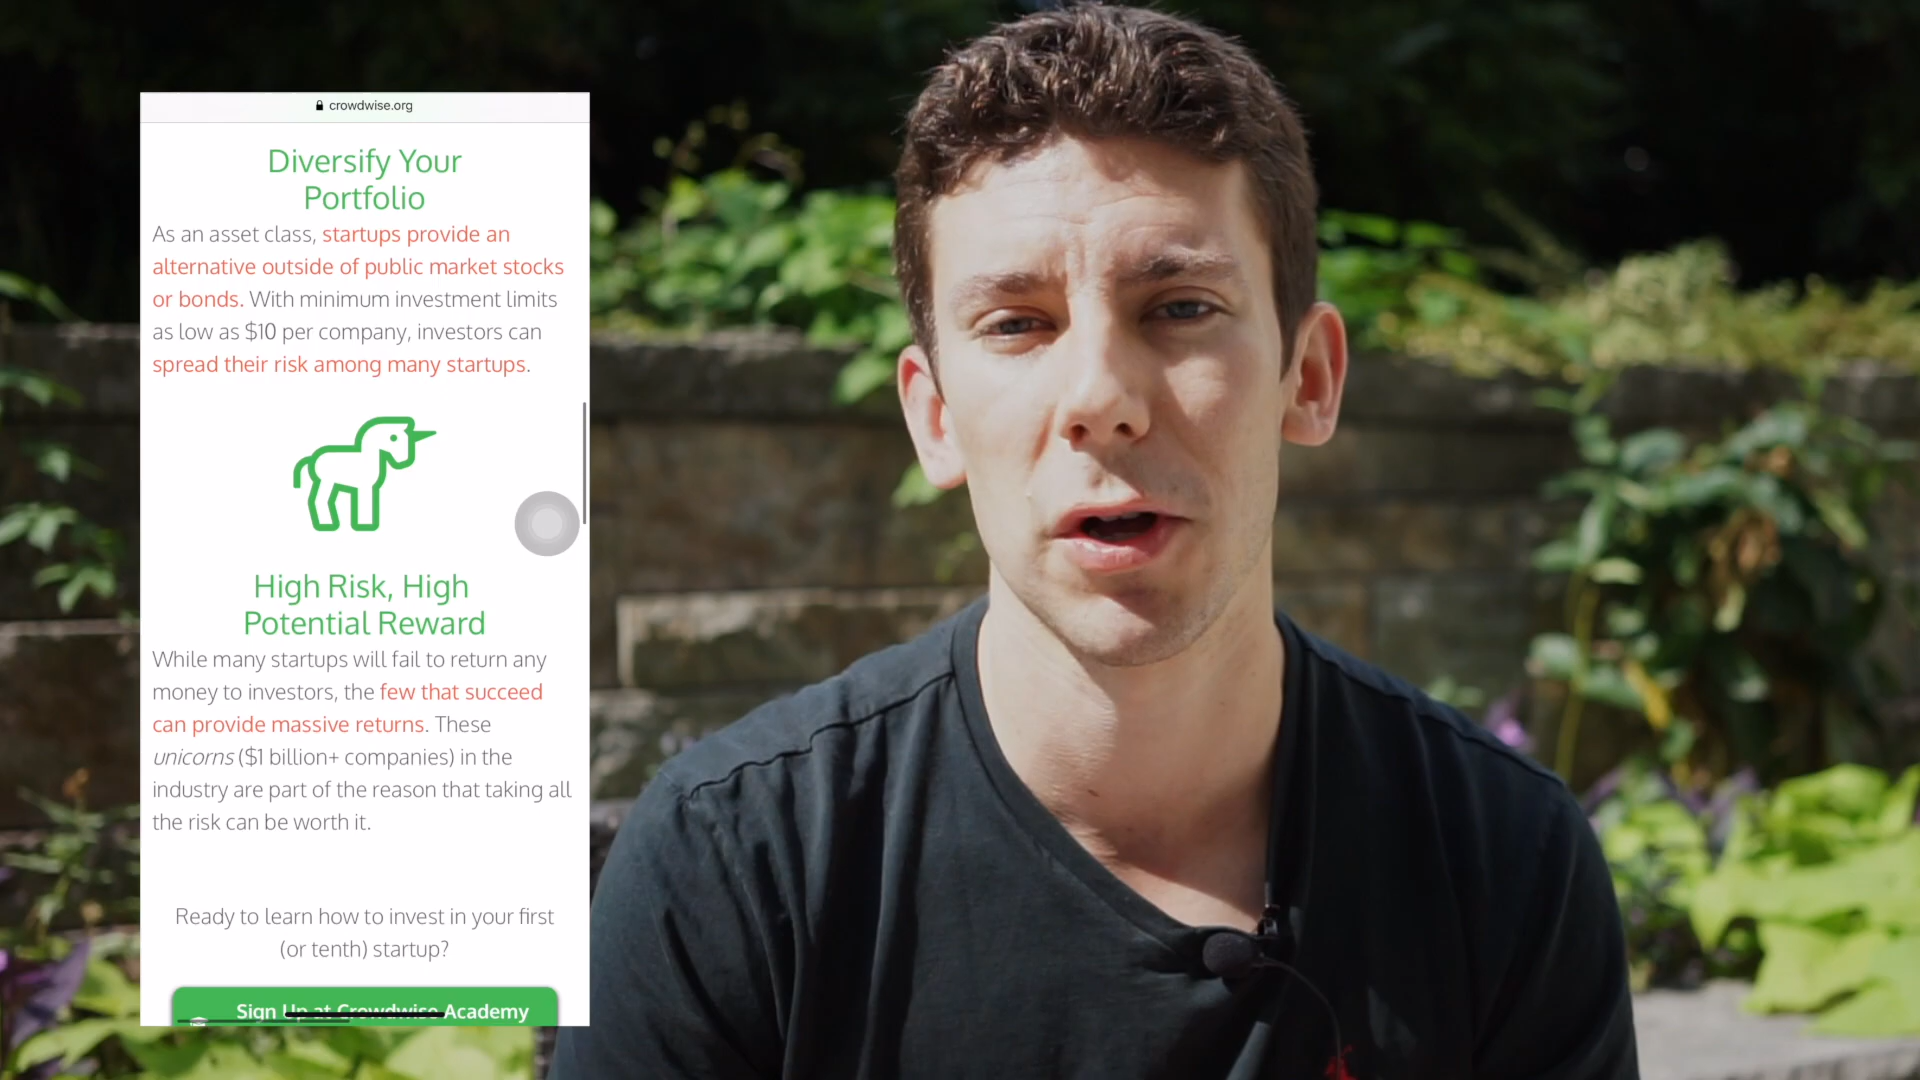 crowdwise.org
Diversify Your
Portfolio
As an asset class, startups provide an
alternative outside of public market stocks
or bonds. With minimum investment limits
as low as $10 per company, investors can
spread their risk among many startups.
High Risk, High
Potential Reward
While many startups will fail to return any
money to investors, the few that succeed
can provide massive returns. These
unicorns ($1 billion+ companies) in the
industry are part of the reason that taking all
the risk can be worth it.
Ready to learn how to invest in your first
(or tenth) startup?
Sign Up at Crowdwise Academy